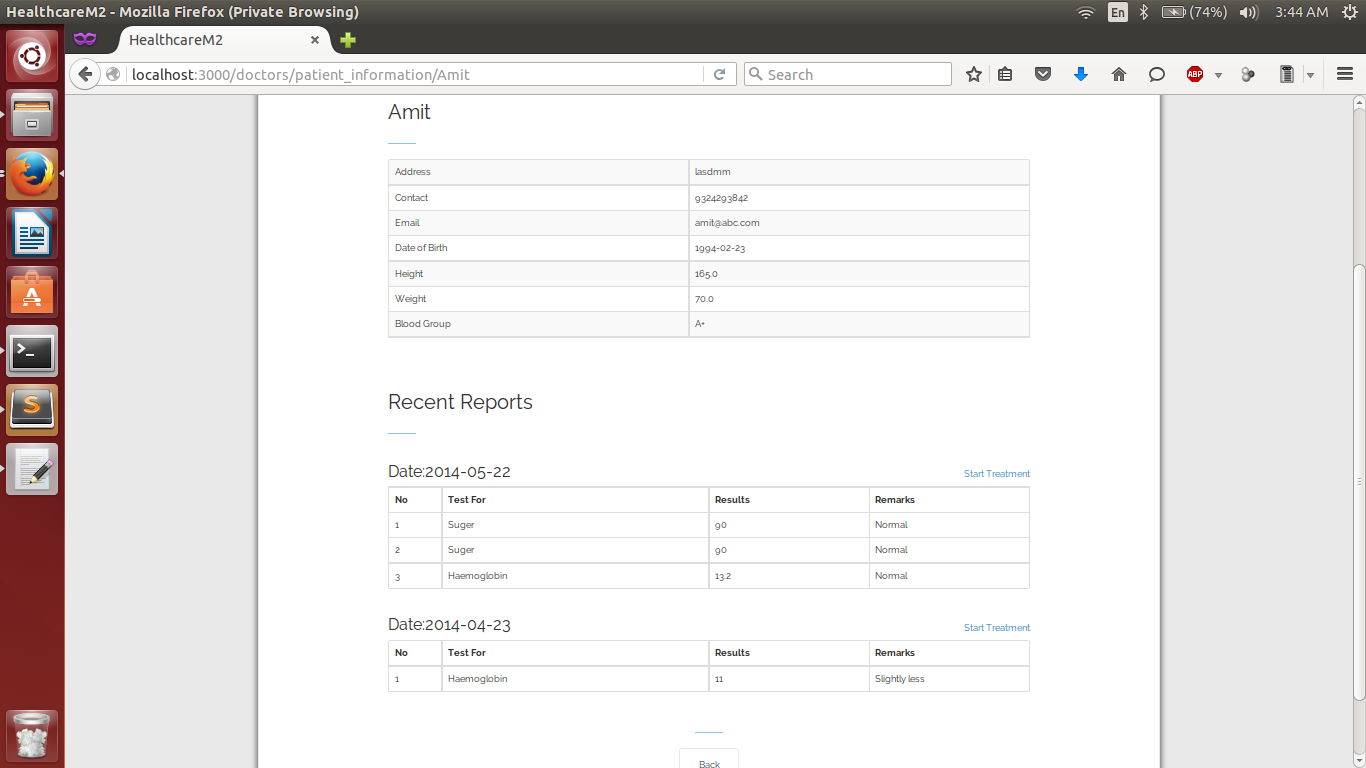 HealthcareM2 - Mozilla Firefox (Private Browsing)
En
(74%)
3:44 AM
HealthcareM2
localhost:3000/doctors/patient_information/Amit
Search
ABP
Amit
Address lasdmm
Contact 9324293842
Email amit@abc.com
Date of Birth 1994-02-23
Height 165.0
Weight 70.0
Blood Group A+
Recent Reports
Date:2014-05-22 Start Treatment
No Test For Results Remarks
1 Suger 90 Normal
2 Suger 90 Normal
3 Haemoglobin 13.2 Normal
Date:2014-04-23 Start Treatment
No Test For Results Remarks
1 Haemoglobin 11 Slightly less
Back